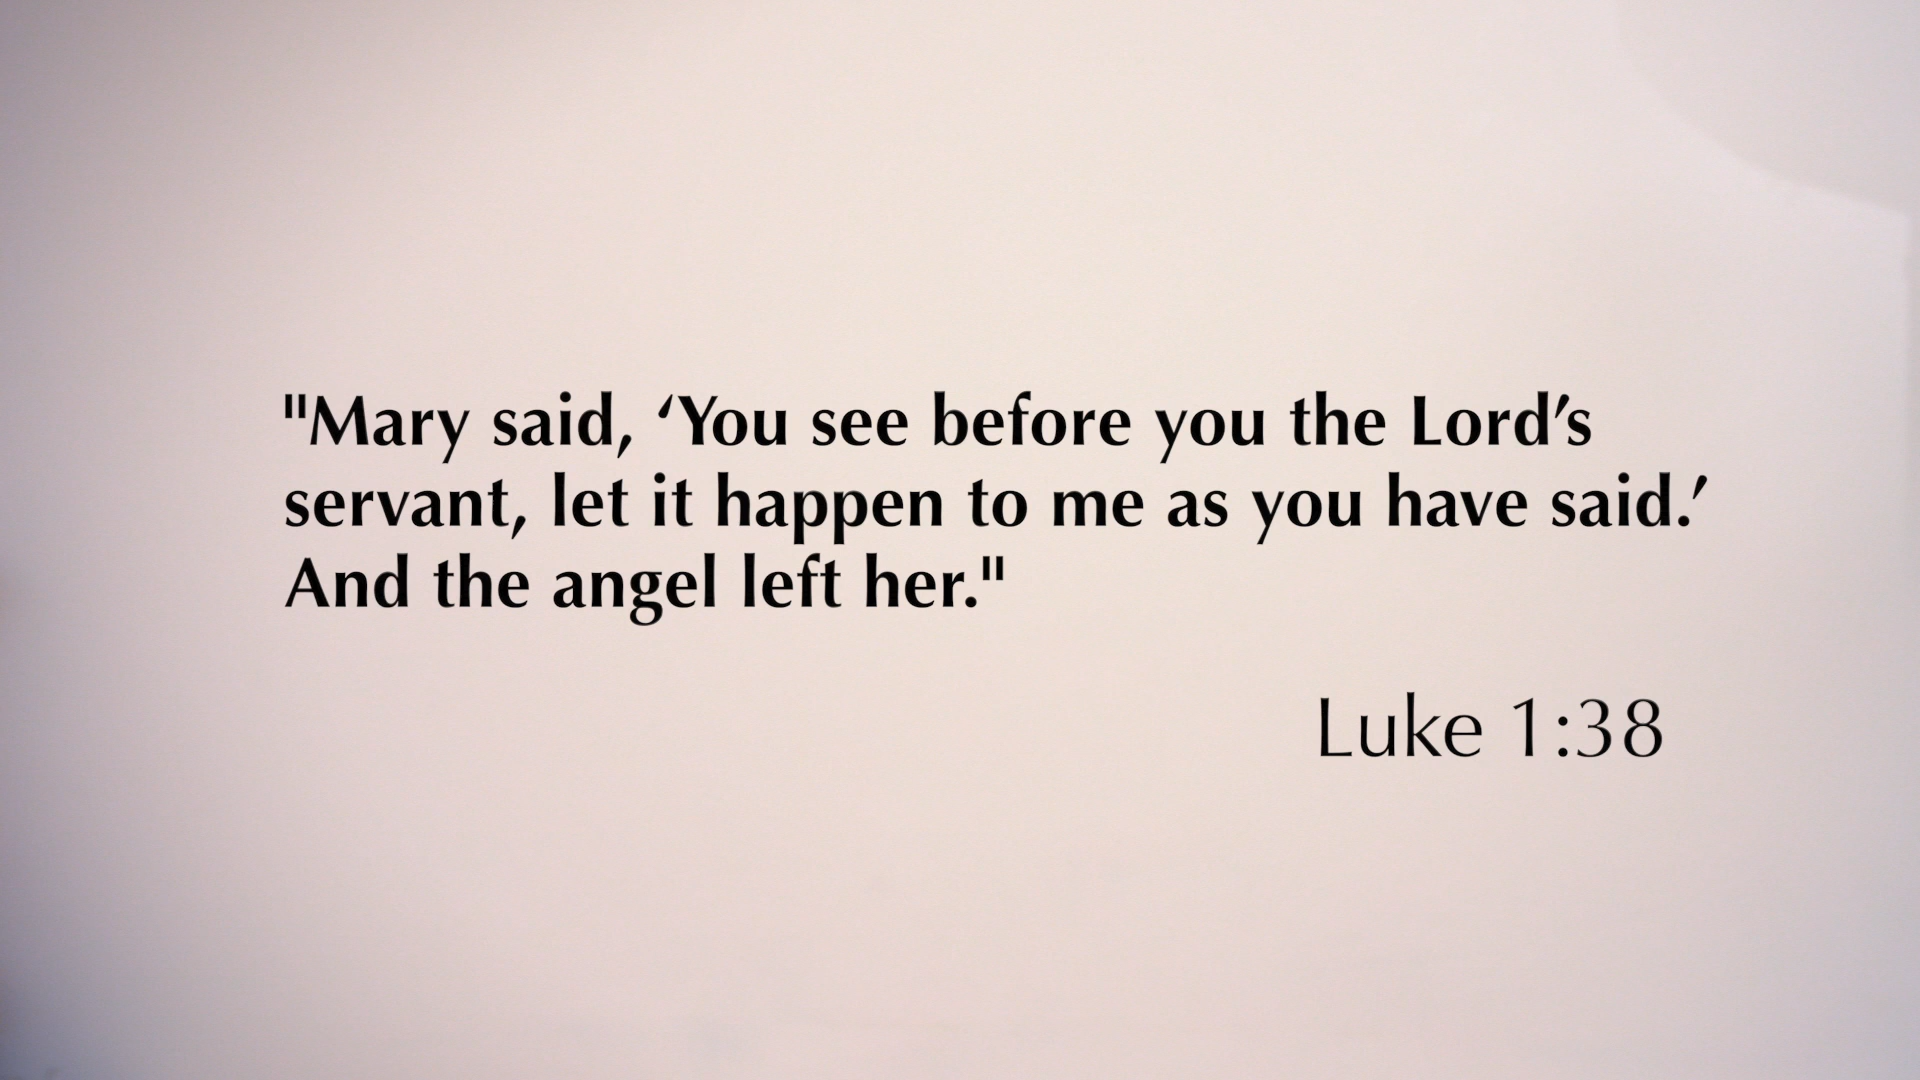 "Mary said, ‘You see before you the Lord’s
servant, let it happen to me as you have said.’
And the angel left her."
Luke 1:38